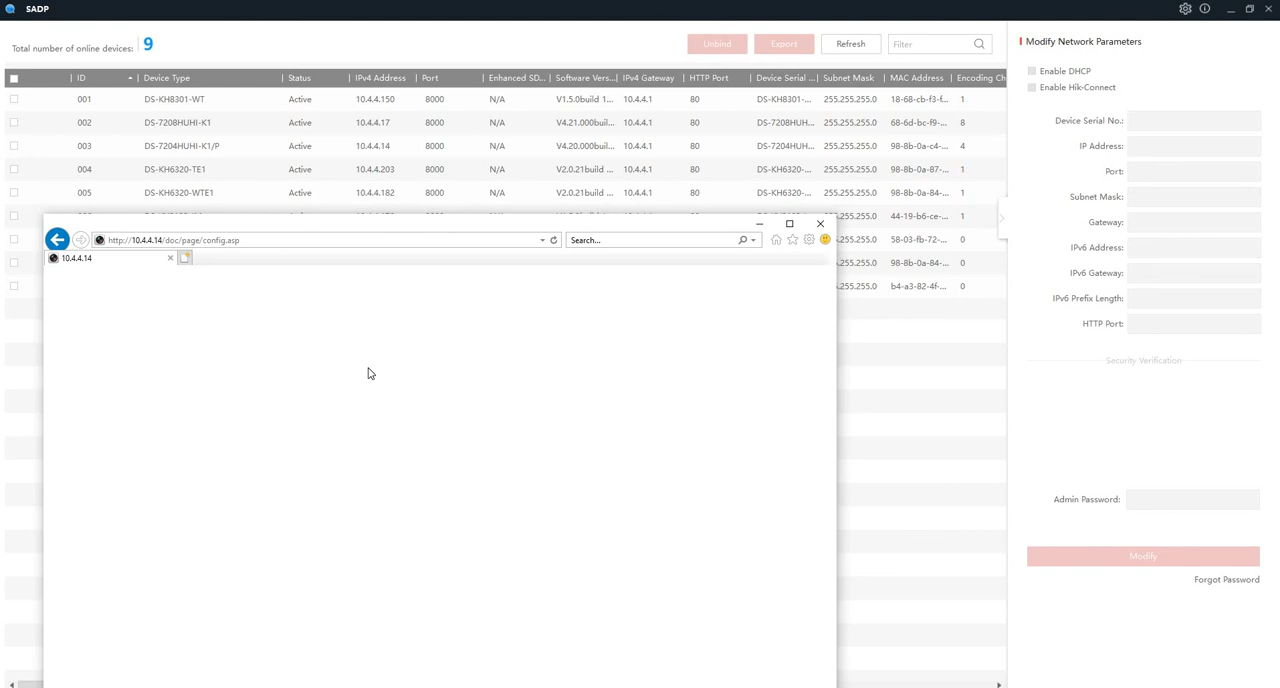 SADP
Total number of online devices: 9
Unbind Export Refresh Filter
ID Device Type Status IPv4 Address Port Enhanced SD... Software Vers... IPv4 Gateway HTTP Port Device Serial ... Subnet Mask MAC Address Encoding Ch
001 DS-KH8301-WT Active 10.4.4.150 8000 N/A V1.5.0build 1... 10.4.4.1 80 DS-KH8301-... 255.255.255.0 18-68-cb-f3-f... 1
002 DS-7208HUHI-K1 Active 10.4.4.17 8000 N/A V4.21.000buil... 10.4.4.1 80 DS-7208HUH... 255.255.255.0 68-6d-bc-f9-... 8
003 DS-7204HUHI-K1/P Active 10.4.4.14 8000 N/A V4.20.000buil... 10.4.4.1 80 DS-7204HUH... 255.255.255.0 98-8b-0a-c4-... 4
004 DS-KH6320-TE1 Active 10.4.4.203 8000 N/A V2.0.21build ... 10.4.4.1 80 DS-KH6320-... 255.255.255.0 98-8b-0a-87-... 1
005 DS-KH6320-WTE1 Active 10.4.4.182 8000 N/A V2.0.21build ... 10.4.4.1 80 DS-KH6320-... 255.255.255.0 98-8b-0a-84-... 1
44-19-b6-ce-... 1
.255.255.0 58-03-fb-72-... 0
.255.255.0 98-8b-0a-84-... 0
.255.255.0 b4-a3-82-4f-... 0
http://10.4.4.14/doc/page/config.asp Search...
10.4.4.14
Modify Network Parameters
Enable DHCP
Enable Hik-Connect
Device Serial No.:
IP Address:
Port:
Subnet Mask:
Gateway:
IPv6 Address:
IPv6 Gateway:
IPv6 Prefix Length:
HTTP Port:
Security Verification
Admin Password:
Modify
Forgot Password